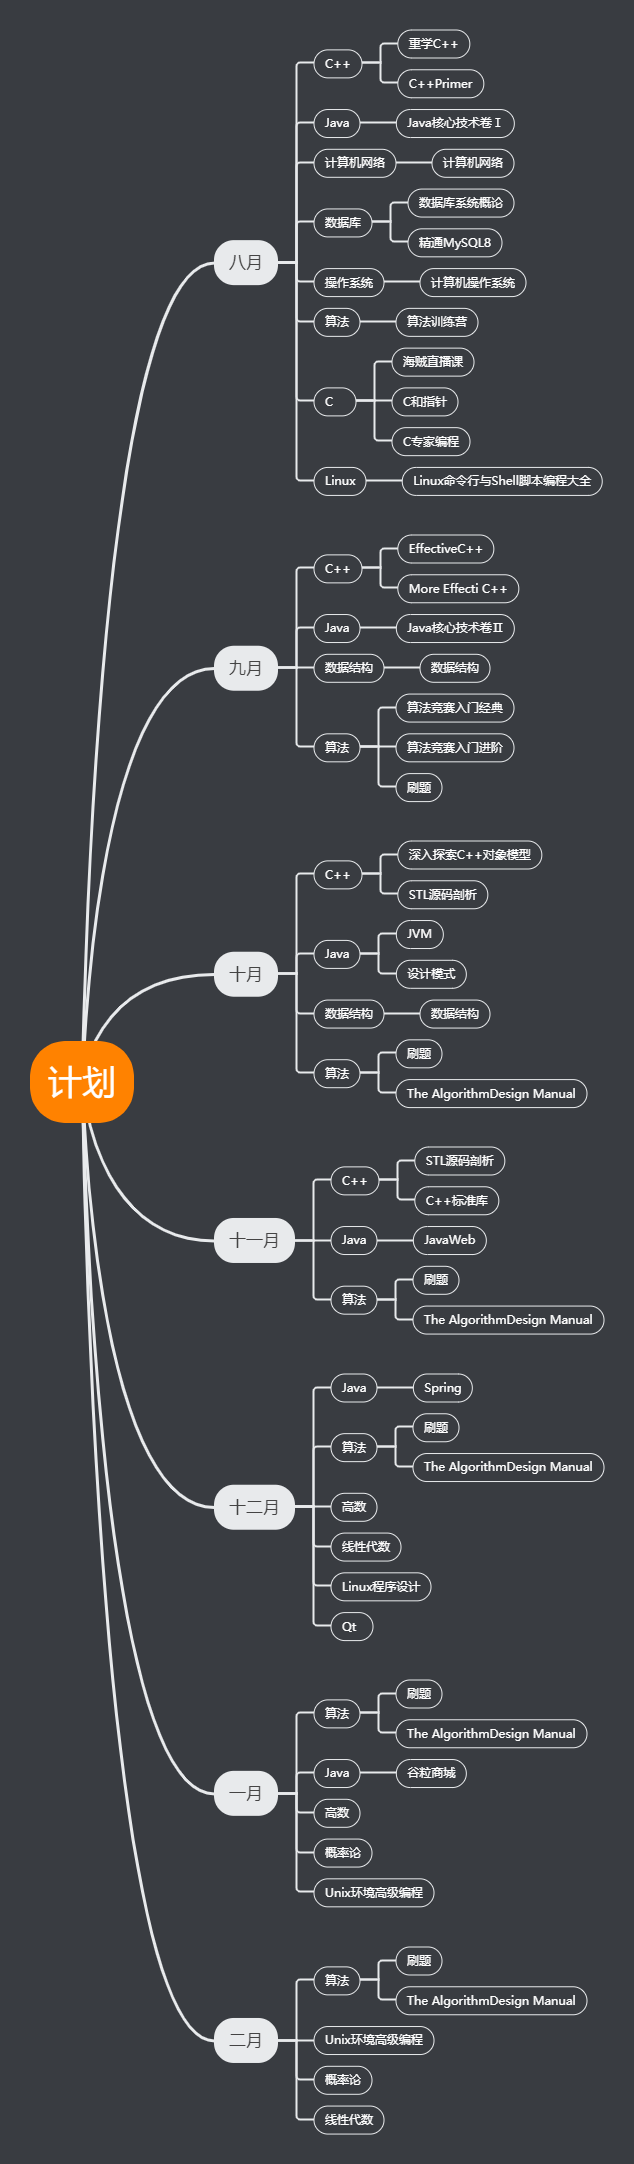 计划
八月
C++
重学C++
C++Primer
Java
Java核心技术卷Ⅰ
计算机网络
计算机网络
数据库
数据库系统概论
精通MySQL8
操作系统
计算机操作系统
算法
算法训练营
C
海贼直播课
C和指针
C专家编程
Linux
Linux命令行与Shell脚本编程大全
九月
C++
EffectiveC++
More Effecti C++
Java
Java核心技术卷Ⅱ
数据结构
数据结构
算法
算法竞赛入门经典
算法竞赛入门进阶
刷题
十月
C++
深入探索C++对象模型
STL源码剖析
Java
JVM
设计模式
数据结构
数据结构
算法
刷题
The AlgorithmDesign Manual
十一月
C++
STL源码剖析
C++标准库
Java
JavaWeb
算法
刷题
The AlgorithmDesign Manual
十二月
Java
Spring
算法
刷题
The AlgorithmDesign Manual
高数
线性代数
Linux程序设计
Qt
一月
算法
刷题
The AlgorithmDesign Manual
Java
谷粒商城
高数
概率论
Unix环境高级编程
二月
算法
刷题
The AlgorithmDesign Manual
Unix环境高级编程
概率论
线性代数